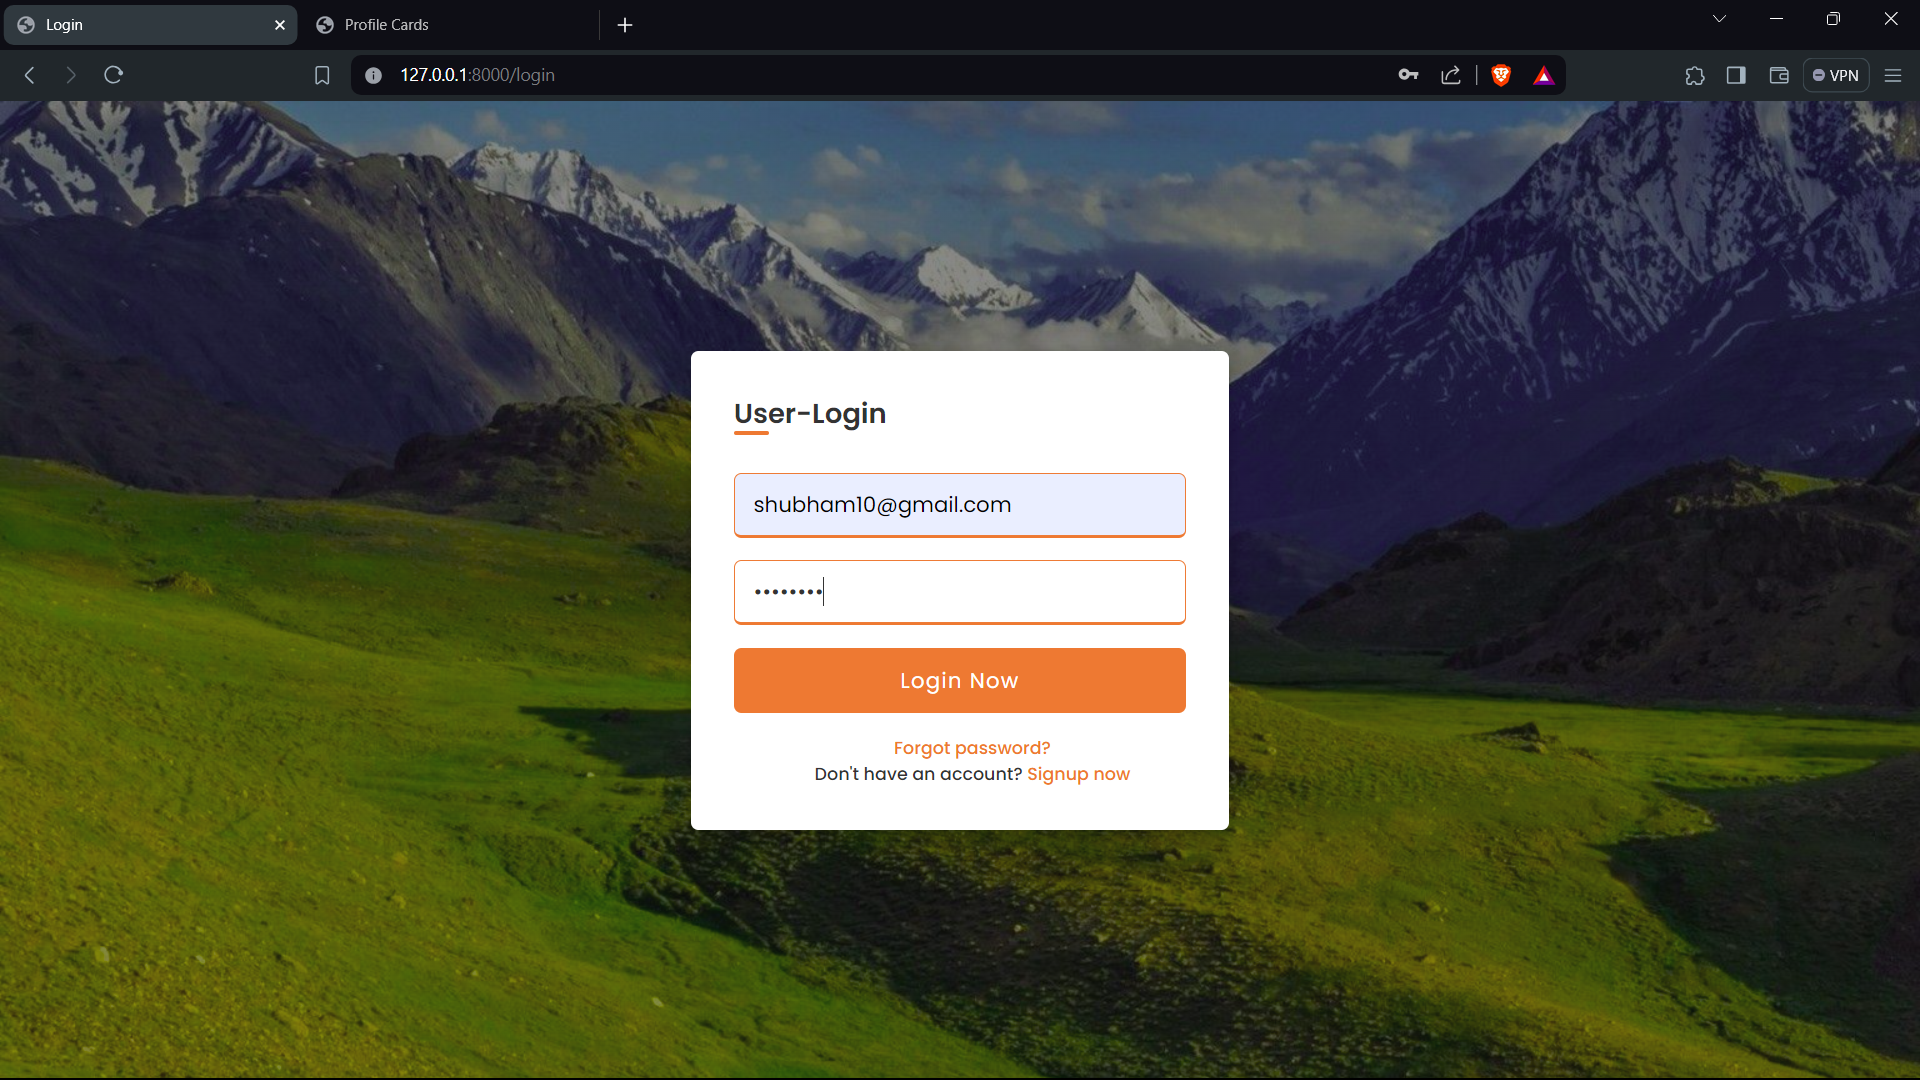 Login
Profile Cards
127.0.0.1:8000/login
VPN
User-Login
shubham10@gmail.com
••••••••
Login Now
Forgot password?
Don't have an account? Signup now